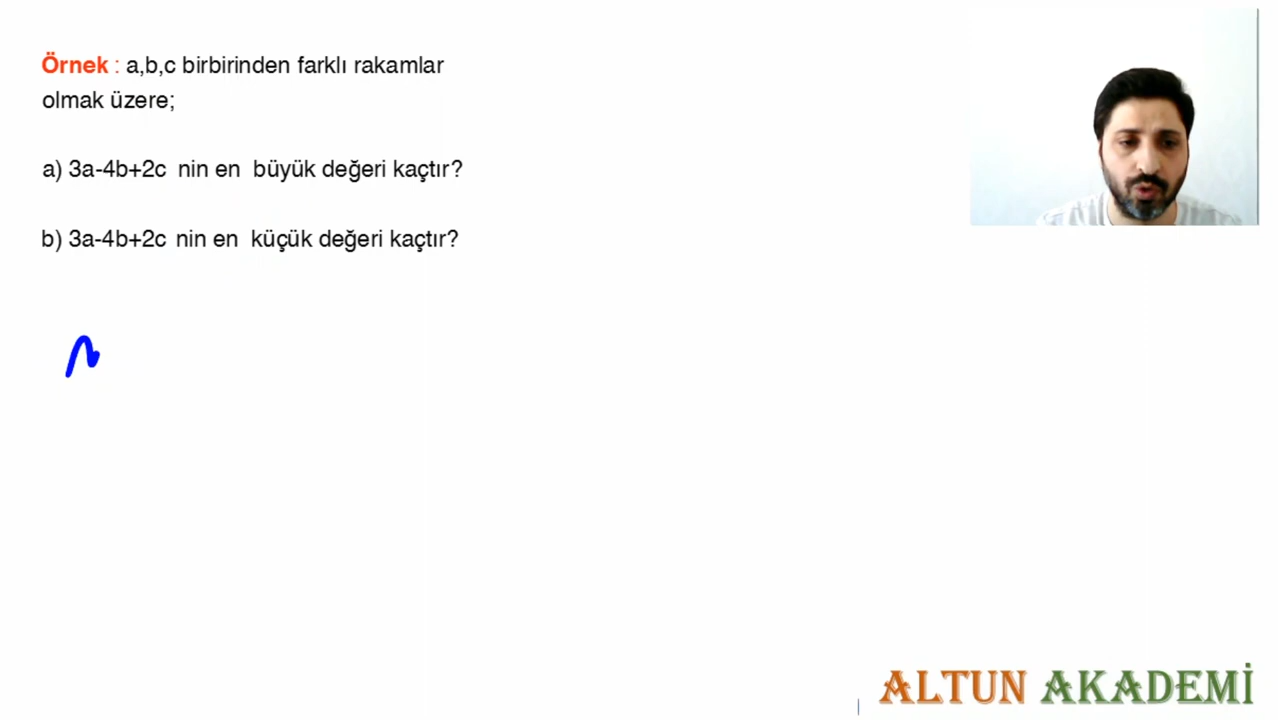 Örnek : a,b,c birbirinden farklı rakamlar
olmak üzere;
a) 3a-4b+2c nin en büyük değeri kaçtır?
b) 3a-4b+2c nin en küçük değeri kaçtır?
ALTUN AKADEMİ